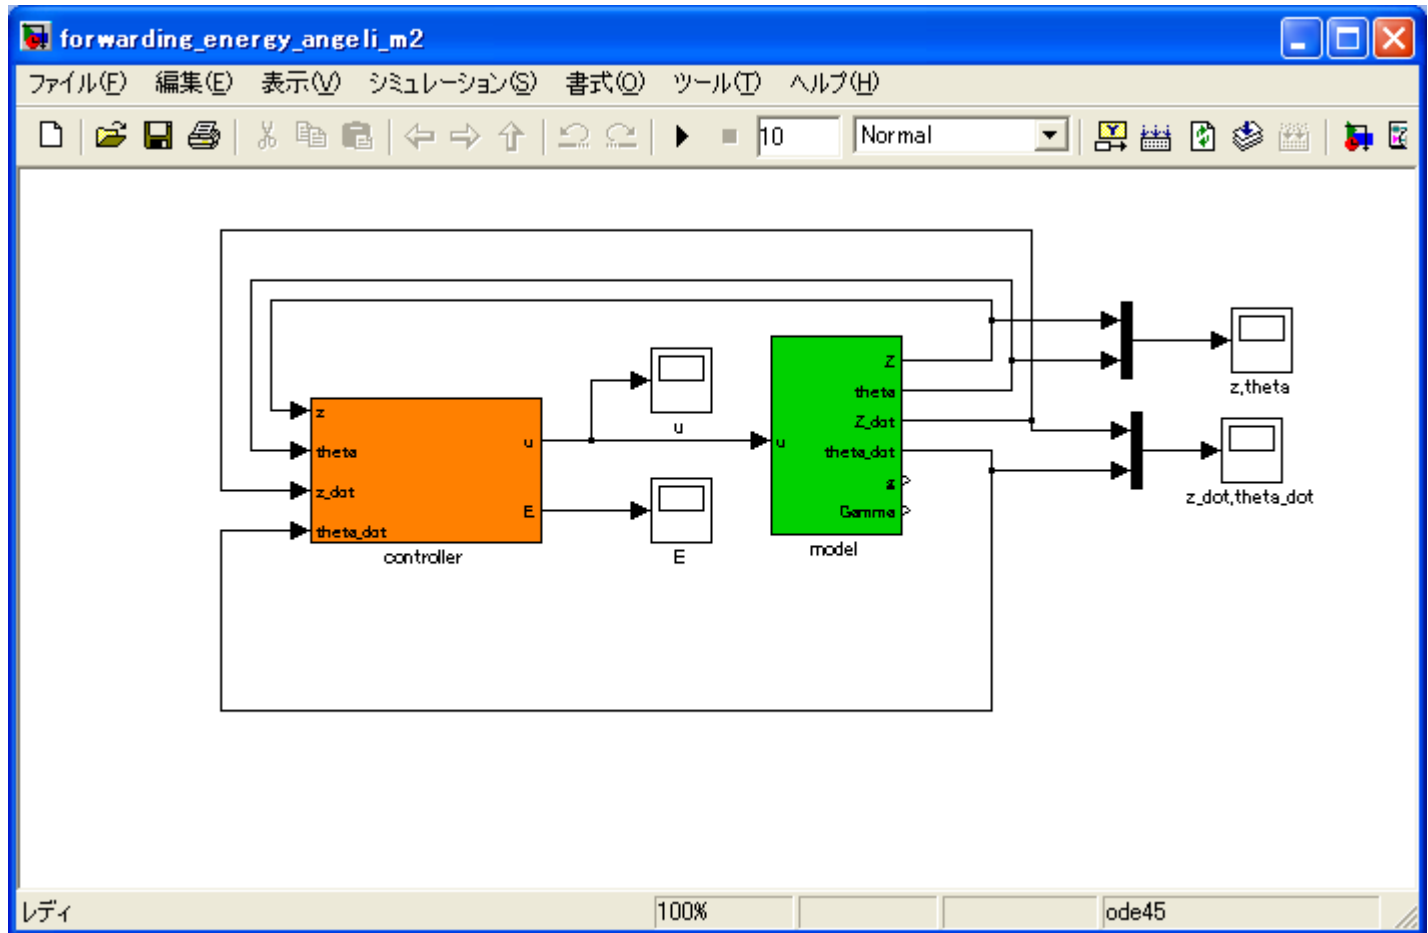 forwarding_energy_angeli_m2
ファイル(F) 編集(E) 表示(V) シミュレーション(S) 書式(O) ツール(T) ヘルプ(H)
10 Normal
z
theta
z_dot
theta_dot
u
E
controller
u
E
u
Z
theta
Z_dot
theta_dot
Gamma
model
z,theta
z_dot,theta_dot
レディ 100% ode45